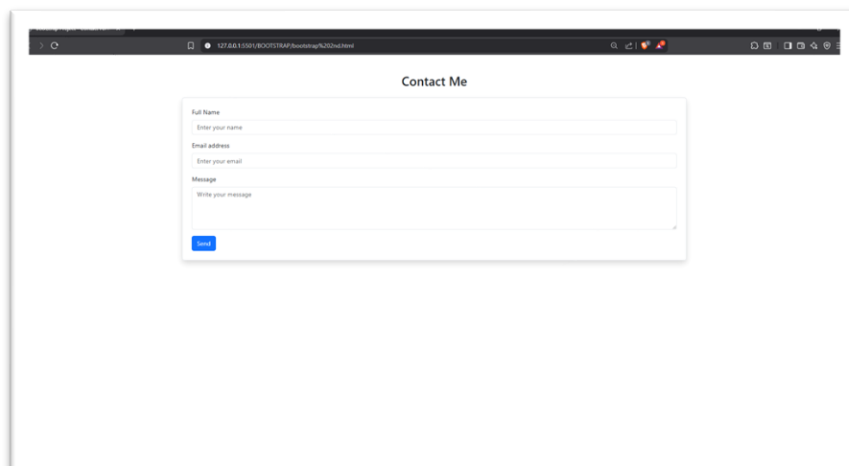 127.0.0.1:5501/BOOTSTRAP/bootstrap%202nd.html
Contact Me
Full Name
Enter your name
Email address
Enter your email
Message
Write your message
Send